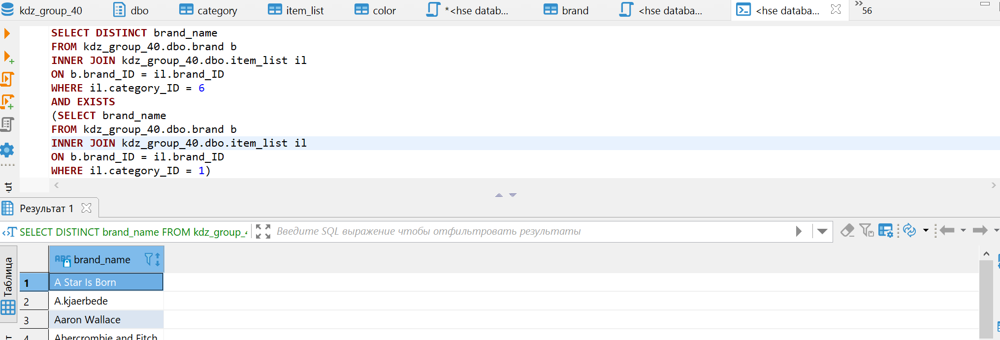 kdz_group_40 dbo category item_list color *<hse datab... brand <hse databa... <hse databa... 56
SELECT DISTINCT brand_name
FROM kdz_group_40.dbo.brand b
INNER JOIN kdz_group_40.dbo.item_list il
ON b.brand_ID = il.brand_ID
WHERE il.category_ID = 6
AND EXISTS
(SELECT brand_name
FROM kdz_group_40.dbo.brand b
INNER JOIN kdz_group_40.dbo.item_list il
ON b.brand_ID = il.brand_ID
WHERE il.category_ID = 1)
Результат 1
SELECT DISTINCT brand_name FROM kdz_group_4 Введите SQL выражение чтобы отфильтровать результаты
Таблица
ABC brand_name
1 A Star Is Born
2 A.kjaerbede
3 Aaron Wallace
4 Abercrombie and Fitch